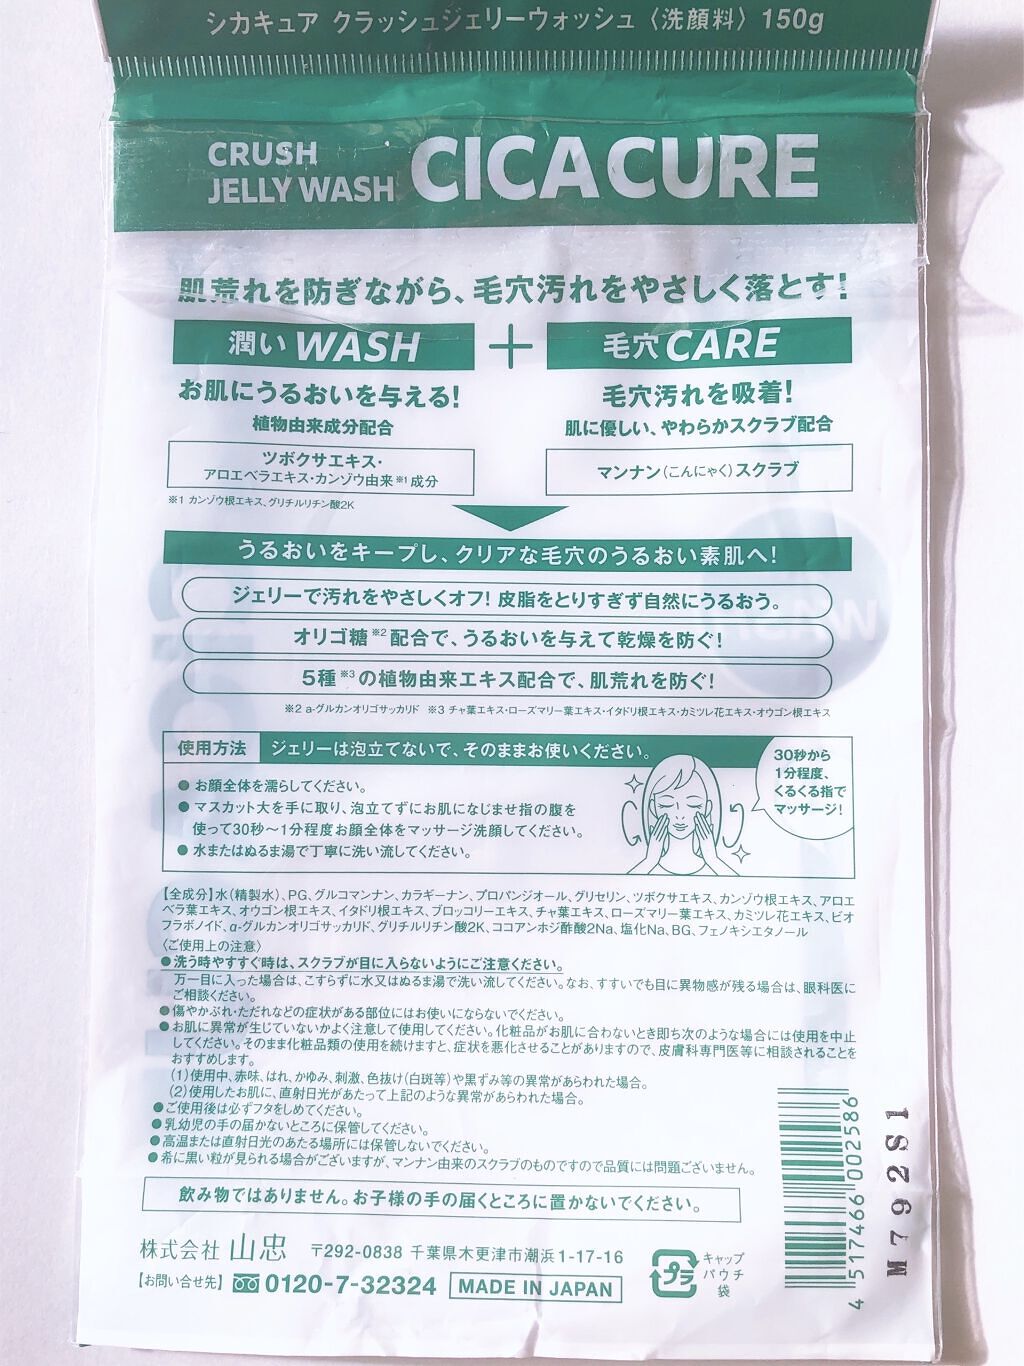 シカキュア クラッシュジェリーウォッシュ〈洗顔料〉150g
CRUSH
JELLY WASH
CICA CURE
肌荒れを防ぎながら、毛穴汚れをやさしく落とす!
潤いWASH
+
毛穴CARE
お肌にうるおいを与える!
植物由来成分配合
ツボクサエキス・
アロエベラエキス・カンゾウ由来※1成分
※1 カンゾウ根エキス、グリチルリチン酸2K
毛穴汚れを吸着!
肌に優しい、やわらかスクラブ配合
マンナン(こんにゃく)スクラブ
うるおいをキープし、クリアな毛穴のうるおい素肌へ!
ジェリーで汚れをやさしくオフ! 皮脂をとりすぎず自然にうるおう。
オリゴ糖※2配合で、うるおいを与えて乾燥を防ぐ!
5種※3の植物由来エキス配合で、肌荒れを防ぐ!
※2 a-グルカンオリゴサッカリド ※3 チャ葉エキス・ローズマリー葉エキス・イタドリ根エキス・カミツレ花エキス・オウゴン根エキス
使用方法
ジェリーは泡立てないで、そのままお使いください。
● お顔全体を濡らしてください。
● マスカット大を手に取り、泡立てずにお肌になじませ指の腹を
使って30秒〜1分程度お顔全体をマッサージ洗顔してください。
● 水またはぬるま湯で丁寧に洗い流してください。
30秒から
1分程度、
くるくる指で
マッサージ!
【全成分】水(精製水)、PG、グルコマンナン、カラギーナン、プロパンジオール、グリセリン、ツボクサエキス、カンゾウ根エキス、アロエ
ベラ葉エキス、オウゴン根エキス、イタドリ根エキス、ブロッコリーエキス、チャ葉エキス、ローズマリー葉エキス、カミツレ花エキス、ビオ
フラボノイド、α-グルカンオリゴサッカリド、グリチルリチン酸2K、ココアンホジ酢酸2Na、塩化Na、BG、フェノキシエタノール
〈ご使用上の注意〉
●洗う時やすすぐ時は、スクラブが目に入らないようにご注意ください。
万一目に入った場合は、こすらずに水又はぬるま湯で洗い流してください。なお、すすいでも目に異物感が残る場合は、眼科医に
ご相談ください。
●傷やかぶれ・ただれなどの症状がある部位にはお使いにならないでください。
●お肌に異常が生じていないかよく注意して使用してください。化粧品がお肌に合わないとき即ち次のような場合には使用を中止
してください。そのまま化粧品類の使用を続けますと、症状を悪化させることがありますので、皮膚科専門医等に相談されることを
おすすめします。
(1)使用中、赤味、はれ、かゆみ、刺激、色抜け(白斑等)や黒ずみ等の異常があらわれた場合。
(2)使用したお肌に、直射日光があたって上記のような異常があらわれた場合。
●ご使用後は必ずフタをしめてください。
●乳幼児の手の届かないところに保管してください。
●高温または直射日光のあたる場所には保管しないでください。
●希に黒い粒が見られる場合がございますが、マンナン由来のスクラブのものですので品質には問題ございません。
飲み物ではありません。お子様の手の届くところに置かないでください。
株式会社 山忠 〒292-0838 千葉県木更津市潮浜1-17-16
【お問い合せ先】 0120-7-32324 MADE IN JAPAN
プラ
キャップ
パウチ
袋
4 517466 002586
M792S1